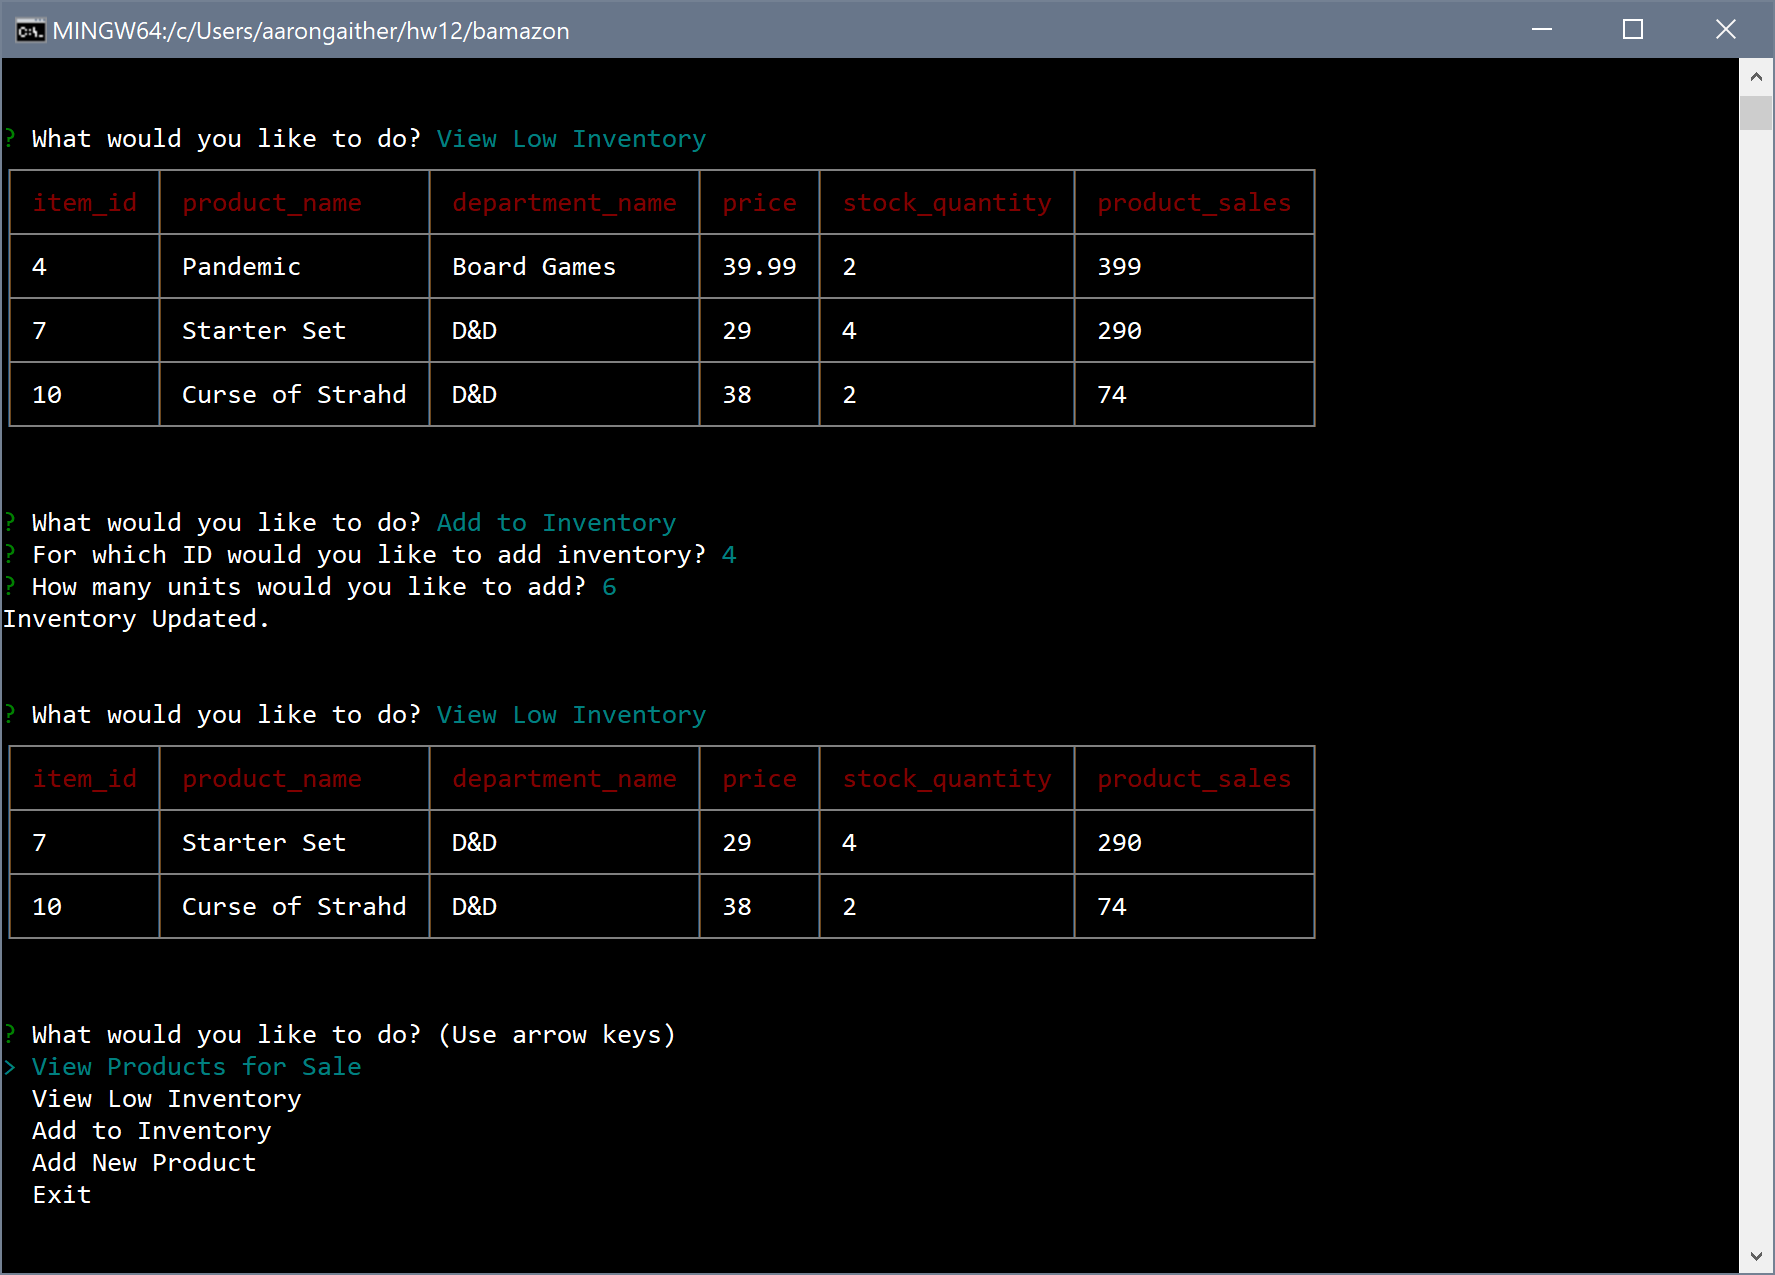 MINGW64:/c/Users/aarongaither/hw12/bamazon
? What would you like to do? View Low Inventory
item_id product_name department_name price stock_quantity product_sales
4 Pandemic Board Games 39.99 2 399
7 Starter Set D&D 29 4 290
10 Curse of Strahd D&D 38 2 74
? What would you like to do? Add to Inventory
? For which ID would you like to add inventory? 4
? How many units would you like to add? 6
Inventory Updated.
? What would you like to do? View Low Inventory
item_id product_name department_name price stock_quantity product_sales
7 Starter Set D&D 29 4 290
10 Curse of Strahd D&D 38 2 74
? What would you like to do? (Use arrow keys)
> View Products for Sale
View Low Inventory
Add to Inventory
Add New Product
Exit